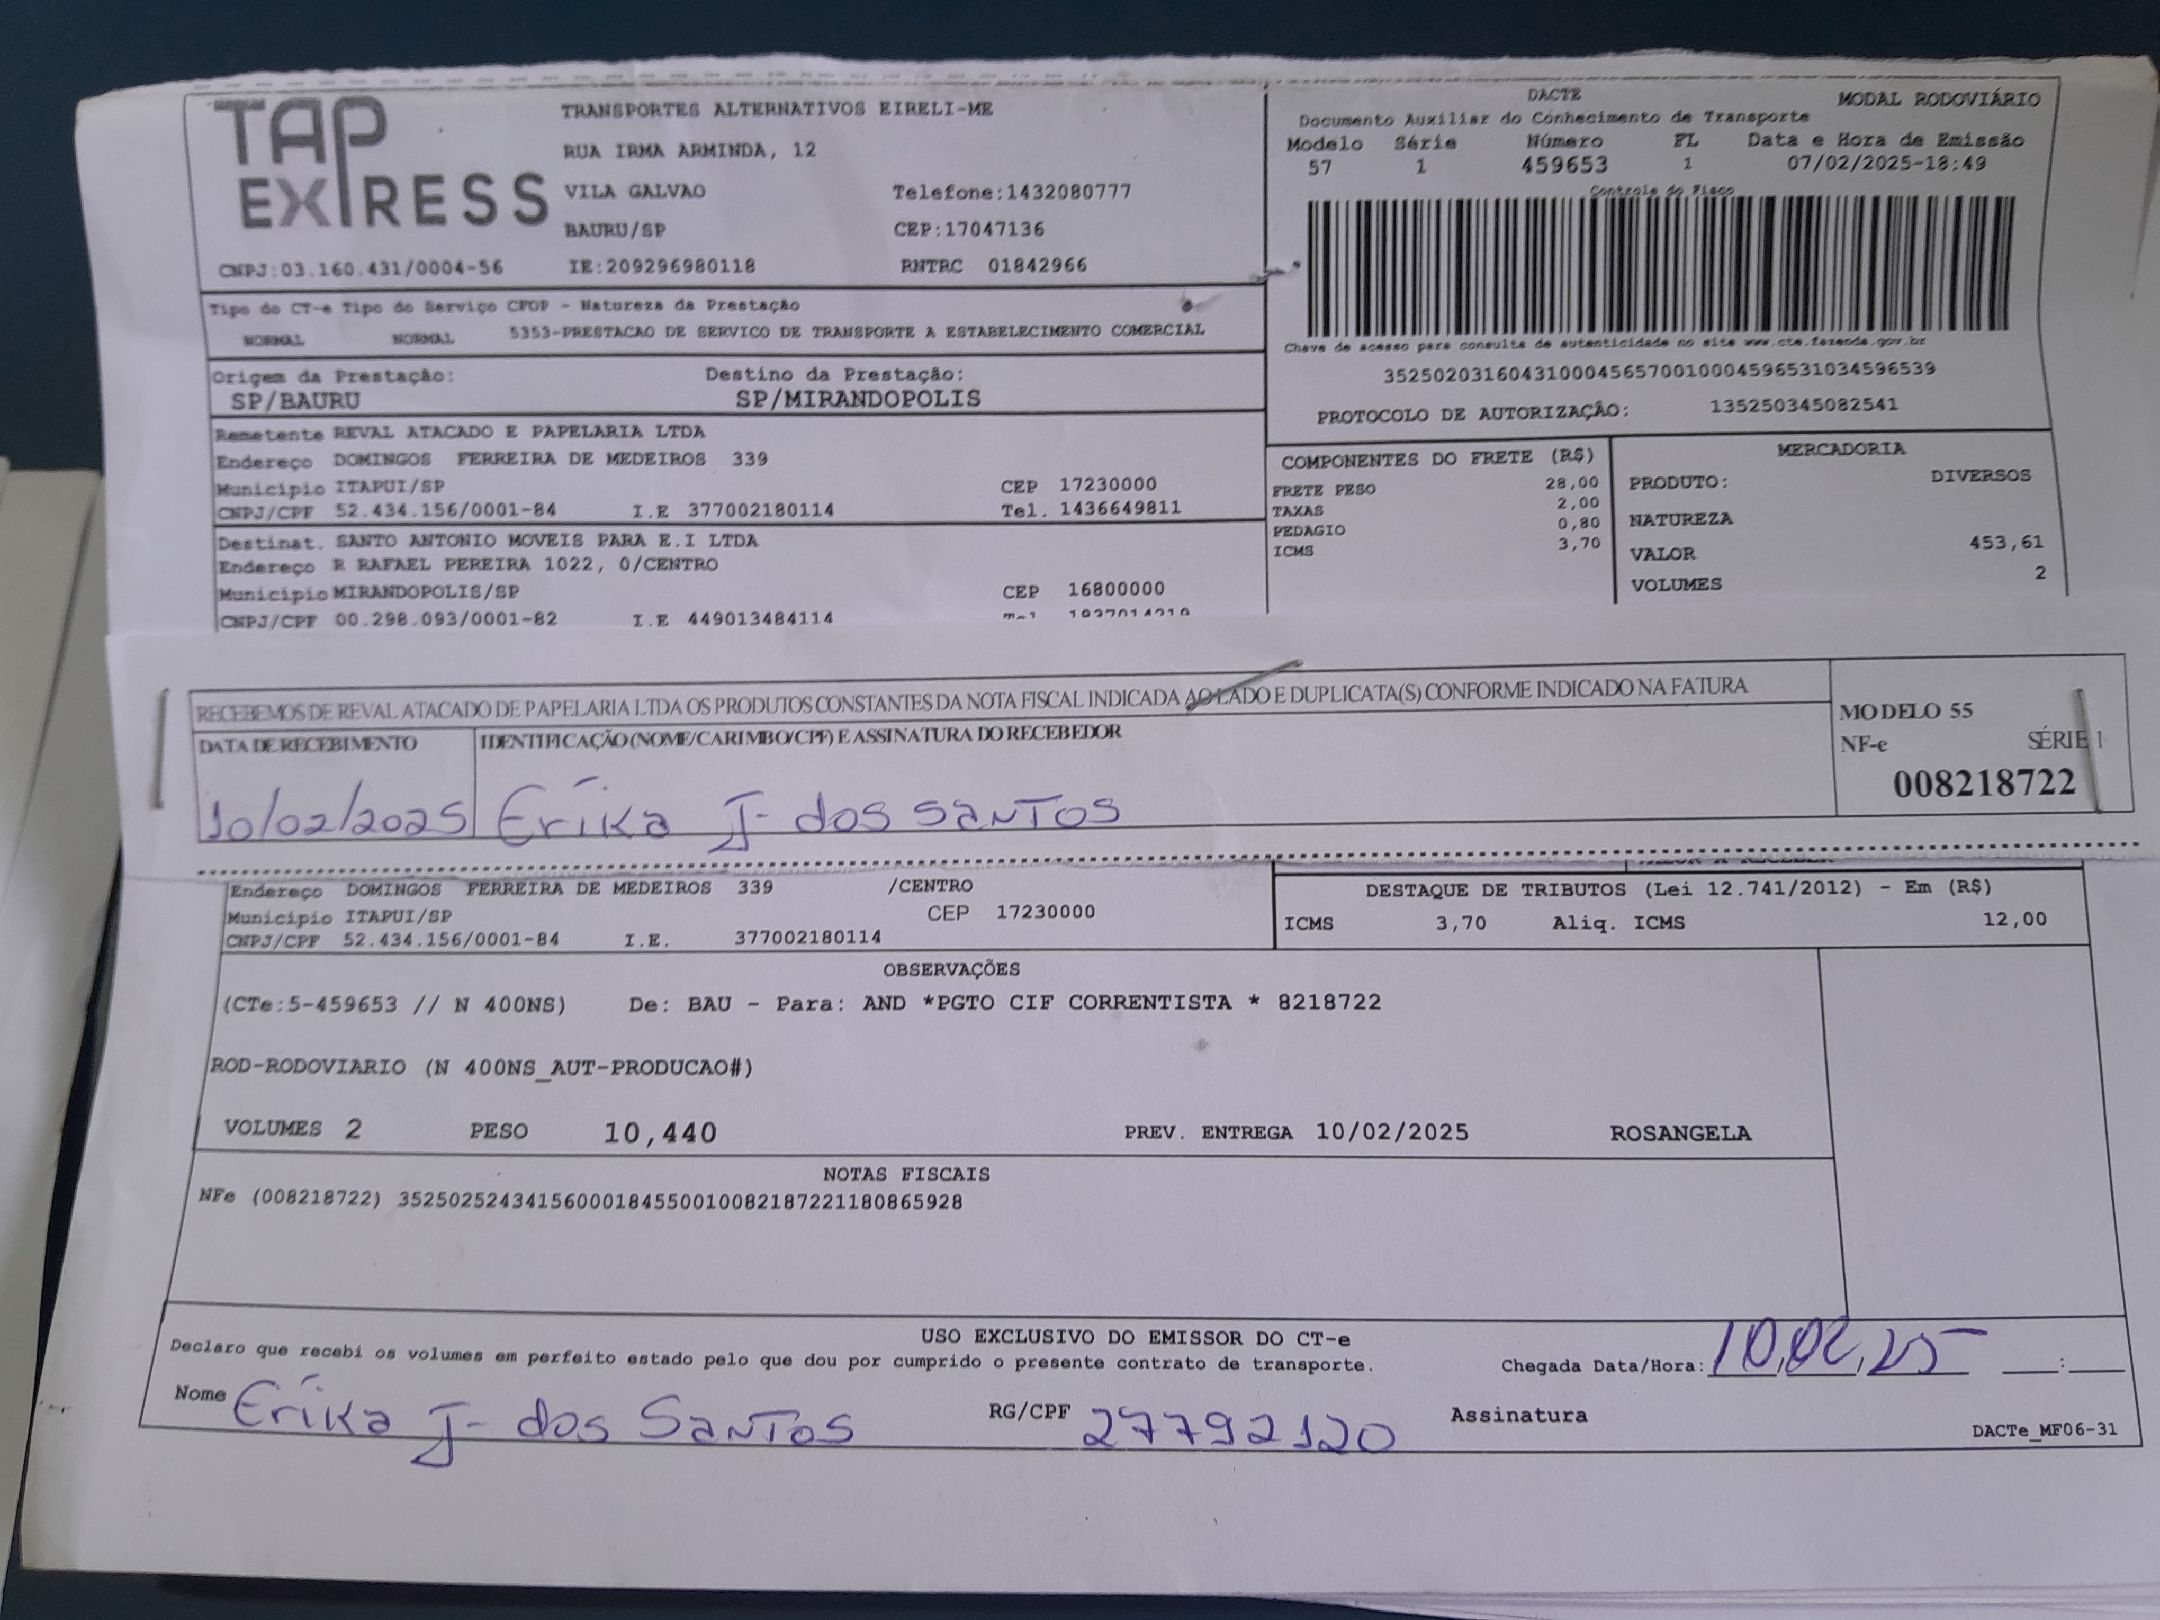 TAP EXPRESS
TRANSPORTES ALTERNATIVOS EIRELI-ME
RUA IRMA ARMINDA, 12
VILA GALVAO Telefone:1432080777
BAURU/SP CEP:17047136
CNPJ:03.160.431/0004-56 IE:209296980118 RNTRC 01842966
DACTE MODAL RODOVIÁRIO
Documento Auxiliar do Conhecimento de Transporte
Modelo Série Número FL Data e Hora de Emissão
57 1 459653 1 07/02/2025-18:49
Controle do Fisco
Chave de acesso para consulta de autenticidade no site www.cte.fazenda.gov.br
35250203160431000456570010004596531034596539
PROTOCOLO DE AUTORIZAÇÃO: 135250345082541
Tipo do CT-e Tipo do Serviço CFOP - Natureza da Prestação
NORMAL NORMAL 5353-PRESTACAO DE SERVICO DE TRANSPORTE A ESTABELECIMENTO COMERCIAL
Origem da Prestação: Destino da Prestação:
SP/BAURU SP/MIRANDOPOLIS
Remetente REVAL ATACADO E PAPELARIA LTDA
Endereço DOMINGOS FERREIRA DE MEDEIROS 339
Município ITAPUI/SP CEP 17230000
CNPJ/CPF 52.434.156/0001-84 I.E 377002180114 Tel. 1436649811
Destinat. SANTO ANTONIO MOVEIS PARA E.I LTDA
Endereço R RAFAEL PEREIRA 1022, 0/CENTRO
Município MIRANDOPOLIS/SP CEP 16800000
CNPJ/CPF 00.298.093/0001-82 I.E 449013484114
COMPONENTES DO FRETE (R$)
FRETE PESO 28,00
TAXAS 2,00
PEDAGIO 0,80
ICMS 3,70
MERCADORIA
PRODUTO: DIVERSOS
NATUREZA
VALOR 453,61
VOLUMES 2
RECEBEMOS DE REVAL ATACADO DE PAPELARIA LTDA OS PRODUTOS CONSTANTES DA NOTA FISCAL INDICADA AO LADO E DUPLICATA(S) CONFORME INDICADO NA FATURA
DATA DE RECEBIMENTO IDENTIFICAÇÃO (NOME/CARIMBO/CPF) E ASSINATURA DO RECEBEDOR
10/02/2025 Erika J- dos Santos
MODELO 55
NF-e SÉRIE 1
008218722
Endereço DOMINGOS FERREIRA DE MEDEIROS 339 /CENTRO
Município ITAPUI/SP CEP 17230000
CNPJ/CPF 52.434.156/0001-84 I.E. 377002180114
DESTAQUE DE TRIBUTOS (Lei 12.741/2012) - Em (R$)
ICMS 3,70 Aliq. ICMS 12,00
OBSERVAÇÕES
(CTe:5-459653 // N 400NS) De: BAU - Para: AND *PGTO CIF CORRENTISTA * 8218722
ROD-RODOVIARIO (N 400NS_AUT-PRODUCAO#)
VOLUMES 2 PESO 10,440 PREV. ENTREGA 10/02/2025 ROSANGELA
NOTAS FISCAIS
NFe (008218722) 35250252434156000184550010082187221180865928
USO EXCLUSIVO DO EMISSOR DO CT-e
Declaro que recebi os volumes em perfeito estado pelo que dou por cumprido o presente contrato de transporte. Chegada Data/Hora: 10,02,25 :
Nome Erika J- dos Santos RG/CPF 27792120 Assinatura
DACTe_MF06-31